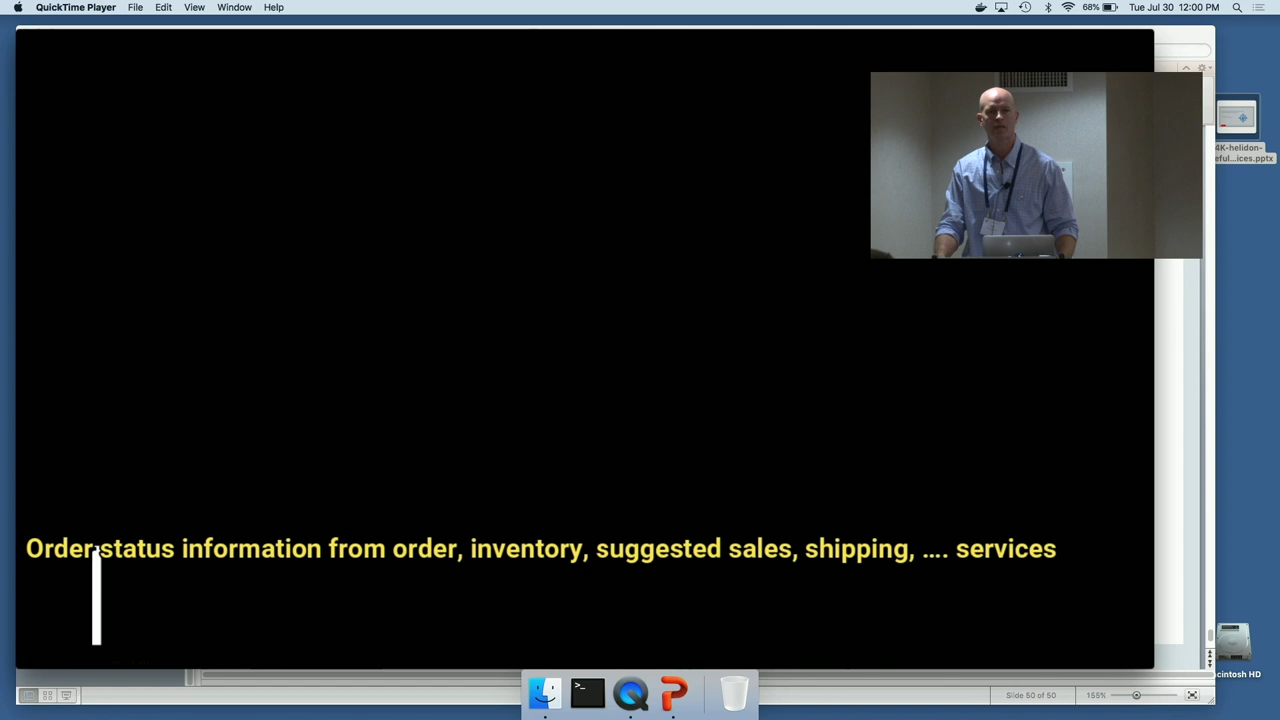 QuickTime Player File Edit View Window Help 68% Tue Jul 30 12:00 PM
4K-helidon-
eful...ices.pptx
Order status information from order, inventory, suggested sales, shipping, .... services
cintosh HD
Slide 50 of 50 155%